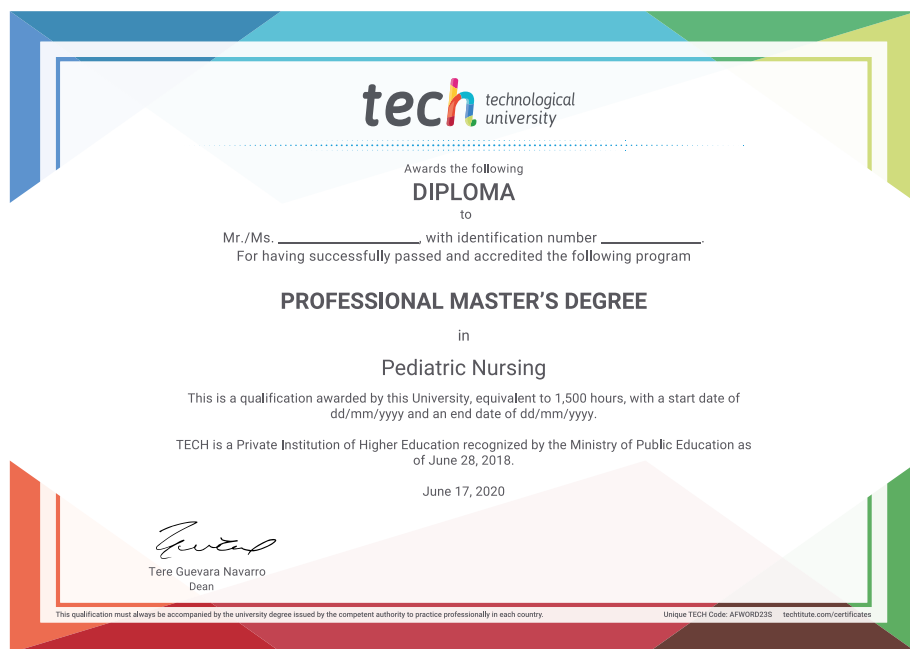 tech technological
university
Awards the following
DIPLOMA
to
Mr./Ms. ____________________, with identification number ______________.
For having successfully passed and accredited the following program
PROFESSIONAL MASTER'S DEGREE
in
Pediatric Nursing
This is a qualification awarded by this University, equivalent to 1,500 hours, with a start date of
dd/mm/yyyy and an end date of dd/mm/yyyy.
TECH is a Private Institution of Higher Education recognized by the Ministry of Public Education as
of June 28, 2018.
June 17, 2020
Tere Guevara Navarro
Dean
This qualification must always be accompanied by the university degree issued by the competent authority to practice professionally in each country. Unique TECH Code: AFWORD23S techtitute.com/certificates